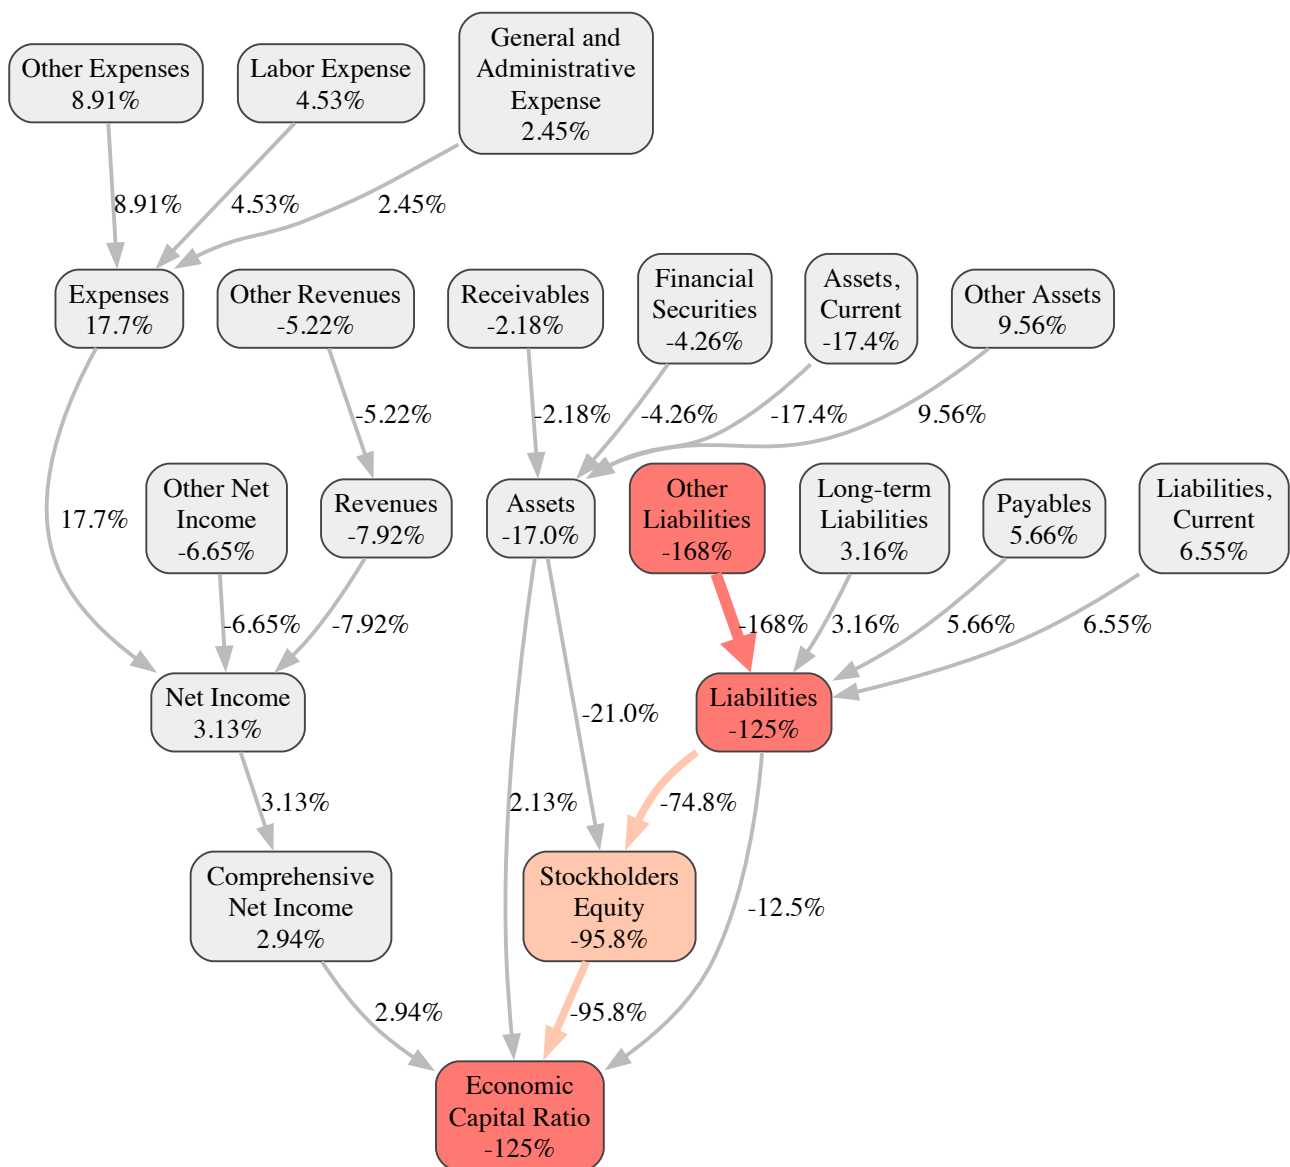 Other Expenses
8.91%
Labor Expense
4.53%
General and
Administrative
Expense
2.45%
8.91%
4.53%
2.45%
Expenses
17.7%
Other Revenues
-5.22%
Receivables
-2.18%
Financial
Securities
-4.26%
Assets,
Current
-17.4%
Other Assets
9.56%
-5.22%
-2.18%
-4.26%
-17.4%
9.56%
17.7%
Other Net
Income
-6.65%
Revenues
-7.92%
Assets
-17.0%
Other
Liabilities
-168%
Long-term
Liabilities
3.16%
Payables
5.66%
Liabilities,
Current
6.55%
-6.65%
-7.92%
-168%
3.16%
5.66%
6.55%
Net Income
3.13%
-21.0%
Liabilities
-125%
3.13%
2.13%
-74.8%
Comprehensive
Net Income
2.94%
Stockholders
Equity
-95.8%
-12.5%
2.94%
-95.8%
Economic
Capital Ratio
-125%